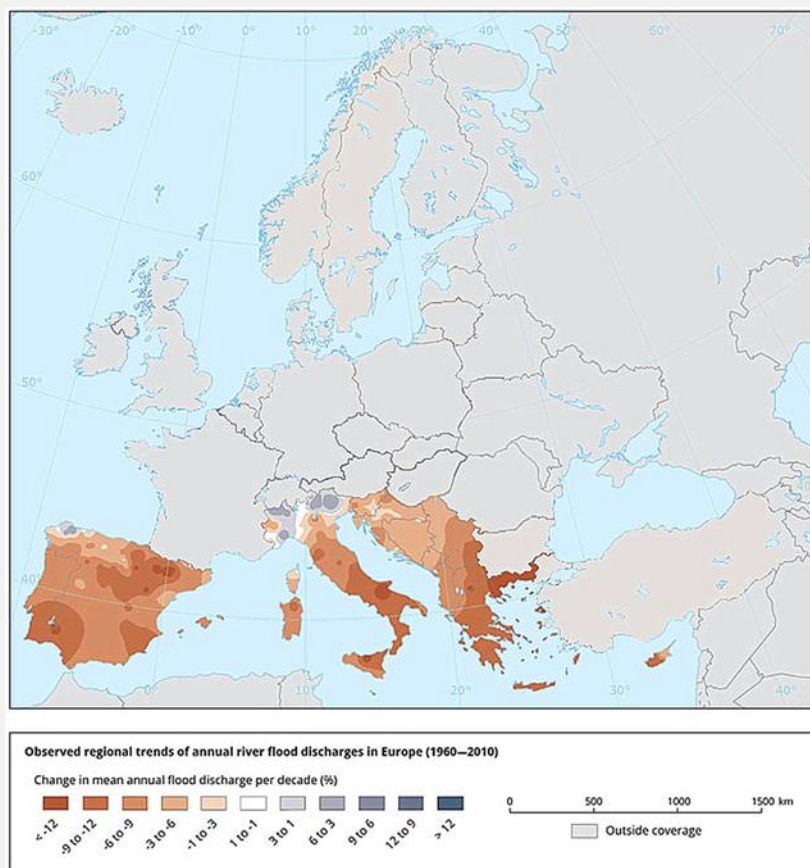 -30° -20° -10° 0° 10° 20° 30° 40° 50° 60° 70°
60°
50°
40°
0° 10° 20° 30° 40°
Observed regional trends of annual river flood discharges in Europe (1960—2010)
Change in mean annual flood discharge per decade (%)
< -12
-9 to -12
-6 to -9
-3 to -6
-1 to -3
1 to -1
3 to 1
6 to 3
9 to 6
12 to 9
> 12
0 500 1000 1500 km
Outside coverage